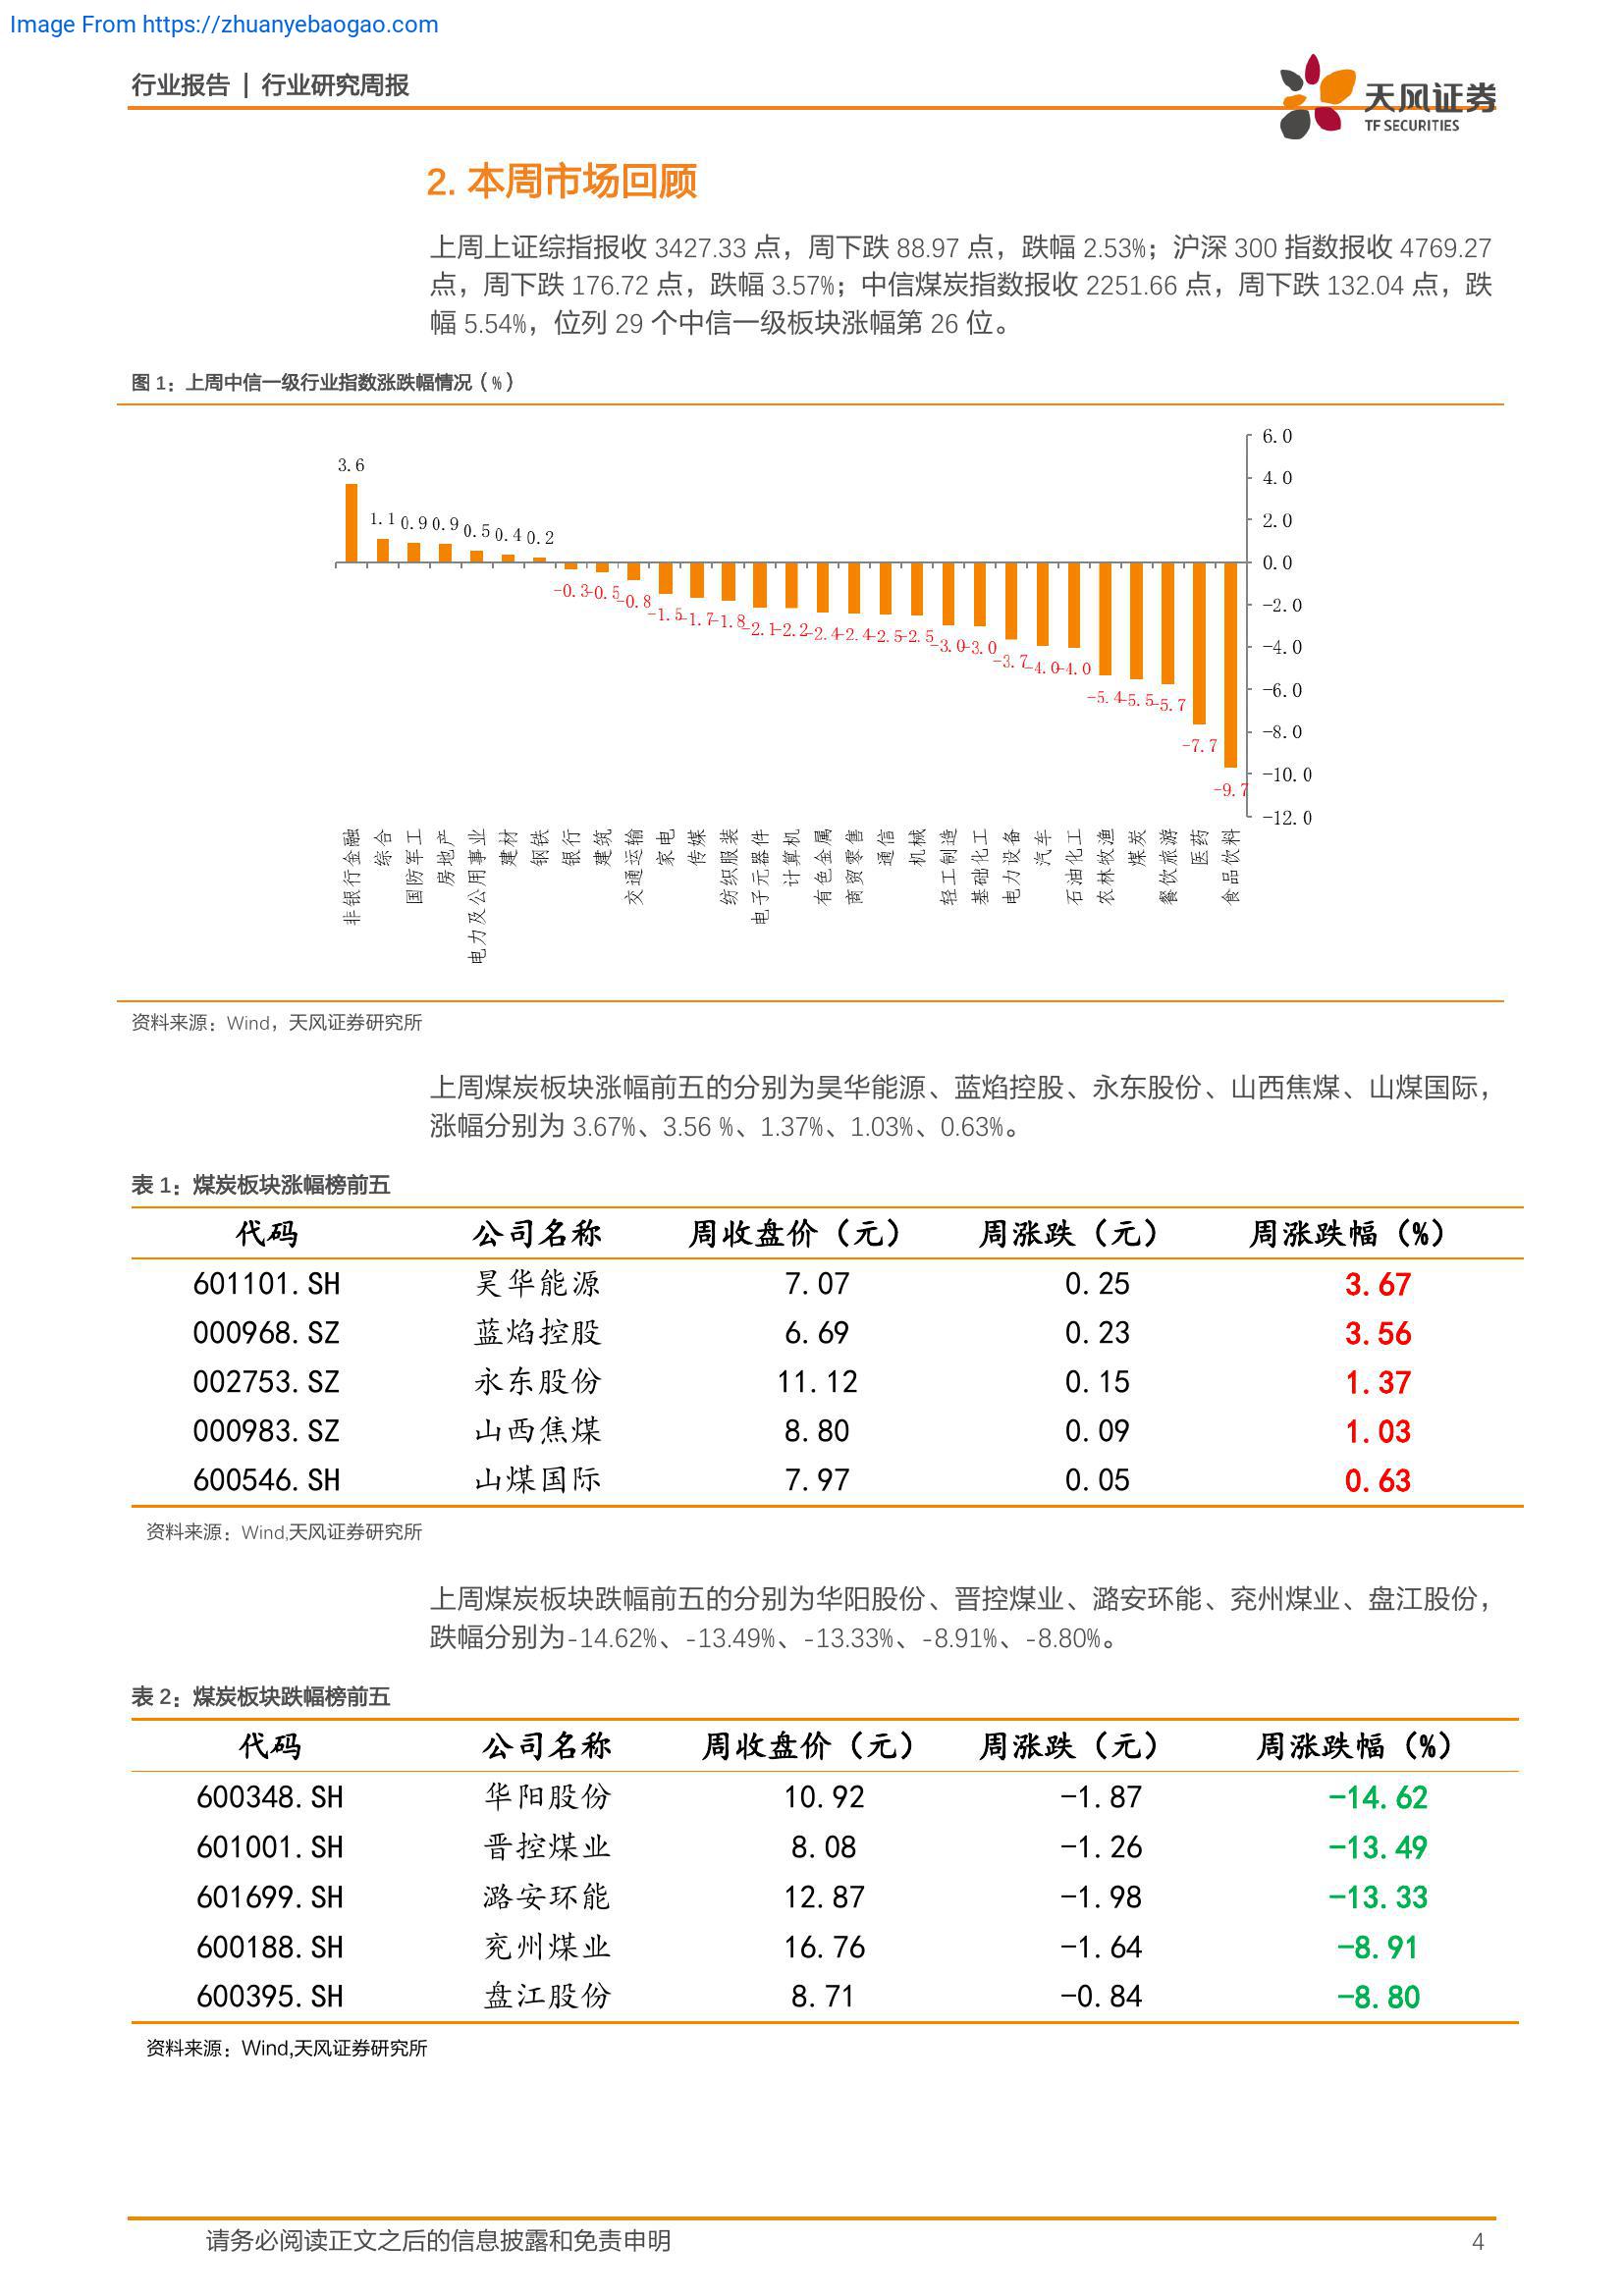 Image From https://zhuanyebaogao.com
行业报告 | 行业研究周报
天风证券
TF SECURITIES
2. 本周市场回顾
上周上证综指报收 3427.33 点，周下跌 88.97 点，跌幅 2.53%；沪深 300 指数报收 4769.27
点，周下跌 176.72 点，跌幅 3.57%；中信煤炭指数报收 2251.66 点，周下跌 132.04 点，跌
幅 5.54%，位列 29 个中信一级板块涨幅第 26 位。
图 1：上周中信一级行业指数涨跌幅情况（%）
6.0
4.0
2.0
0.0
-2.0
-4.0
-6.0
-8.0
-10.0
-12.0
3.6 1.1 0.9 0.9 0.5 0.4 0.2 -0.3 -0.5 -0.8 -1.5 -1.7 -1.8 -2.1 -2.2 -2.4 -2.4 -2.5 -2.5 -3.0 -3.0 -3.7 -4.0 -4.0 -5.4 -5.5 -5.7 -7.7 -9.7
非银行金融 综合 国防军工 房地产 电力及公用事业 建材 钢铁 银行 建筑 交通运输 家电 传媒 纺织服装 电子元器件 计算机 有色金属 商贸零售 通信 机械 轻工制造 基础化工 电力设备 汽车 石油化工 农林牧渔 煤炭 餐饮旅游 医药 食品饮料
资料来源：Wind，天风证券研究所
上周煤炭板块涨幅前五的分别为昊华能源、蓝焰控股、永东股份、山西焦煤、山煤国际，
涨幅分别为 3.67%、3.56 %、1.37%、1.03%、0.63%。
表 1：煤炭板块涨幅榜前五
代码 公司名称 周收盘价（元） 周涨跌（元） 周涨跌幅（%）
601101.SH 昊华能源 7.07 0.25 3.67
000968.SZ 蓝焰控股 6.69 0.23 3.56
002753.SZ 永东股份 11.12 0.15 1.37
000983.SZ 山西焦煤 8.80 0.09 1.03
600546.SH 山煤国际 7.97 0.05 0.63
资料来源：Wind,天风证券研究所
上周煤炭板块跌幅前五的分别为华阳股份、晋控煤业、潞安环能、兖州煤业、盘江股份，
跌幅分别为-14.62%、-13.49%、-13.33%、-8.91%、-8.80%。
表 2：煤炭板块跌幅榜前五
代码 公司名称 周收盘价（元） 周涨跌（元） 周涨跌幅（%）
600348.SH 华阳股份 10.92 -1.87 -14.62
601001.SH 晋控煤业 8.08 -1.26 -13.49
601699.SH 潞安环能 12.87 -1.98 -13.33
600188.SH 兖州煤业 16.76 -1.64 -8.91
600395.SH 盘江股份 8.71 -0.84 -8.80
资料来源：Wind,天风证券研究所
请务必阅读正文之后的信息披露和免责申明 4